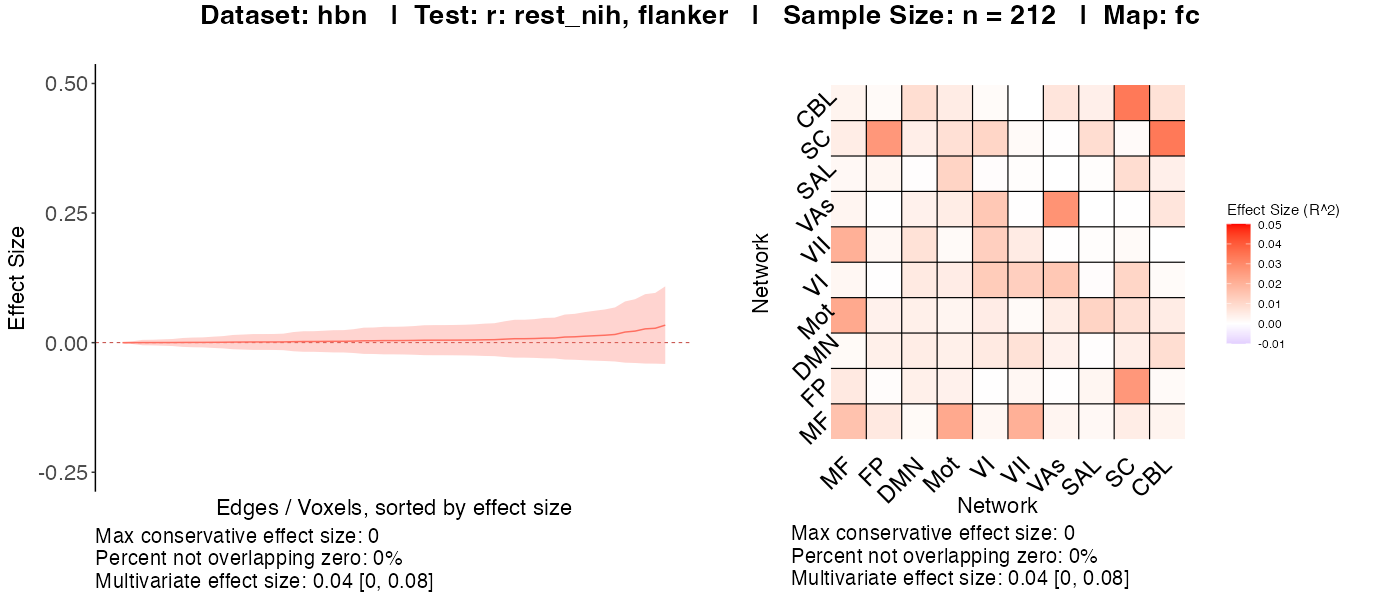 Dataset: hbn | Test: r: rest_nih, flanker | Sample Size: n = 212 | Map: fc
0.50
0.25
0.00
-0.25
Effect Size
Edges / Voxels, sorted by effect size
Max conservative effect size: 0
Percent not overlapping zero: 0%
Multivariate effect size: 0.04 [0, 0.08]
Network
CBL
SC
SAL
VAs
VII
VI
Mot
DMN
FP
MF
MF
FP
DMN
Mot
VI
VII
VAs
SAL
SC
CBL
Network
Effect Size (R^2)
0.05
0.04
0.03
0.02
0.01
0.00
-0.01
Max conservative effect size: 0
Percent not overlapping zero: 0%
Multivariate effect size: 0.04 [0, 0.08]